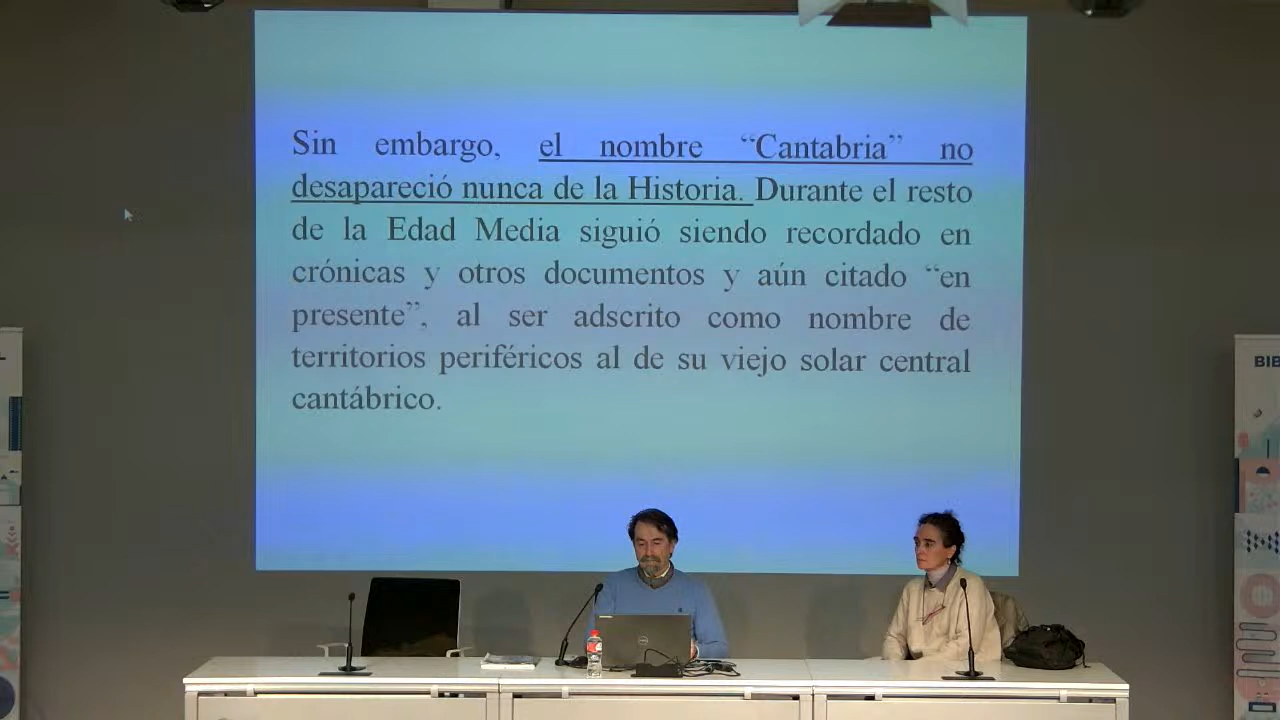 Sin embargo, el nombre “Cantabria” no
desapareció nunca de la Historia. Durante el resto
de la Edad Media siguió siendo recordado en
crónicas y otros documentos y aún citado “en
presente”, al ser adscrito como nombre de
territorios periféricos al de su viejo solar central
cantábrico.
L
BIB
DELL